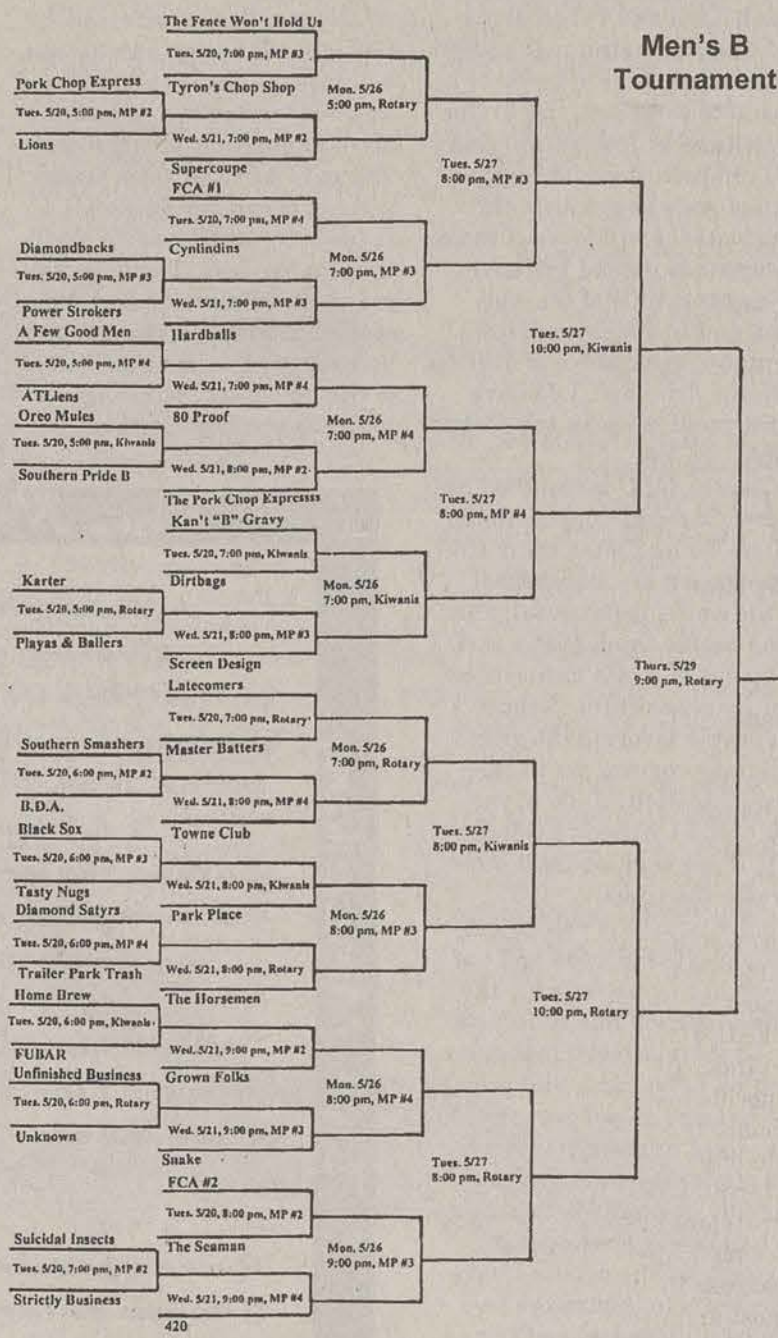 Men's B
Tournament
The Fence Won't Hold Us
Tues. 5/20, 7:00 pm, MP #3
Tyron's Chop Shop
Pork Chop Express
Tues. 5/20, 5:00 pm, MP #2
Lions
Wed. 5/21, 7:00 pm, MP #2
Supercoupe
Mon. 5/26
5:00 pm, Rotary
FCA #1
Tues. 5/20, 7:00 pm, MP #4
Cynlindins
Diamondbacks
Tues. 5/20, 5:00 pm, MP #3
Power Strokers
Wed. 5/21, 7:00 pm, MP #3
Hardballs
Mon. 5/26
7:00 pm, MP #3
Tues. 5/27
8:00 pm, MP #3
A Few Good Men
Tues. 5/20, 5:00 pm, MP #4
ATLiens
Wed. 5/21, 7:00 pm, MP #4
80 Proof
Oreo Mules
Tues. 5/20, 5:00 pm, Kiwanis
Southern Pride B
Wed. 5/21, 8:00 pm, MP #2
The Pork Chop Expressss
Mon. 5/26
7:00 pm, MP #4
Kan't "B" Gravy
Tues. 5/20, 7:00 pm, Kiwanis
Dirtbags
Karter
Tues. 5/20, 5:00 pm, Rotary
Playas & Ballers
Wed. 5/21, 8:00 pm, MP #3
Screen Design
Mon. 5/26
7:00 pm, Kiwanis
Tues. 5/27
8:00 pm, MP #4
Tues. 5/27
10:00 pm, Kiwanis
Latecomers
Tues. 5/20, 7:00 pm, Rotary
Master Batters
Southern Smashers
Tues. 5/20, 6:00 pm, MP #2
B.D.A.
Wed. 5/21, 8:00 pm, MP #4
Towne Club
Mon. 5/26
7:00 pm, Rotary
Black Sox
Tues. 5/20, 6:00 pm, MP #3
Tasty Nugs
Wed. 5/21, 8:00 pm, Kiwanis
Park Place
Diamond Satyrs
Tues. 5/20, 6:00 pm, MP #4
Trailer Park Trash
Wed. 5/21, 8:00 pm, Rotary
The Horsemen
Mon. 5/26
8:00 pm, MP #3
Tues. 5/27
8:00 pm, Kiwanis
Home Brew
Tues. 5/20, 6:00 pm, Kiwanis
FUBAR
Wed. 5/21, 9:00 pm, MP #2
Grown Folks
Unfinished Business
Tues. 5/20, 6:00 pm, Rotary
Unknown
Wed. 5/21, 9:00 pm, MP #3
Snake
Mon. 5/26
8:00 pm, MP #4
FCA #2
Tues. 5/20, 8:00 pm, MP #2
The Seaman
Suicidal Insects
Tues. 5/20, 7:00 pm, MP #2
Strictly Business
Wed. 5/21, 9:00 pm, MP #4
420
Mon. 5/26
9:00 pm, MP #3
Tues. 5/27
8:00 pm, Rotary
Tues. 5/27
10:00 pm, Rotary
Thurs. 5/29
9:00 pm, Rotary